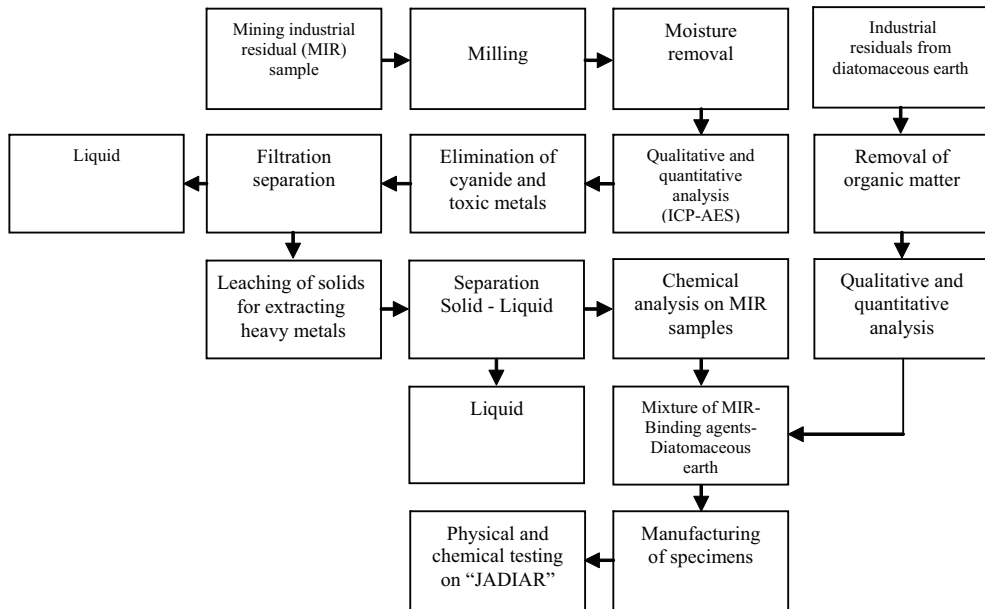 Mining industrial
residual (MIR)
sample
Milling
Moisture
removal
Industrial
residuals from
diatomaceous earth
Liquid
Filtration
separation
Elimination of
cyanide and
toxic metals
Qualitative and
quantitative
analysis
(ICP-AES)
Removal of
organic matter
Leaching of solids
for extracting
heavy metals
Separation
Solid - Liquid
Chemical
analysis on MIR
samples
Qualitative and
quantitative
analysis
Liquid
Mixture of MIR-
Binding agents-
Diatomaceous
earth
Physical and
chemical testing
on “JADIAR”
Manufacturing
of specimens